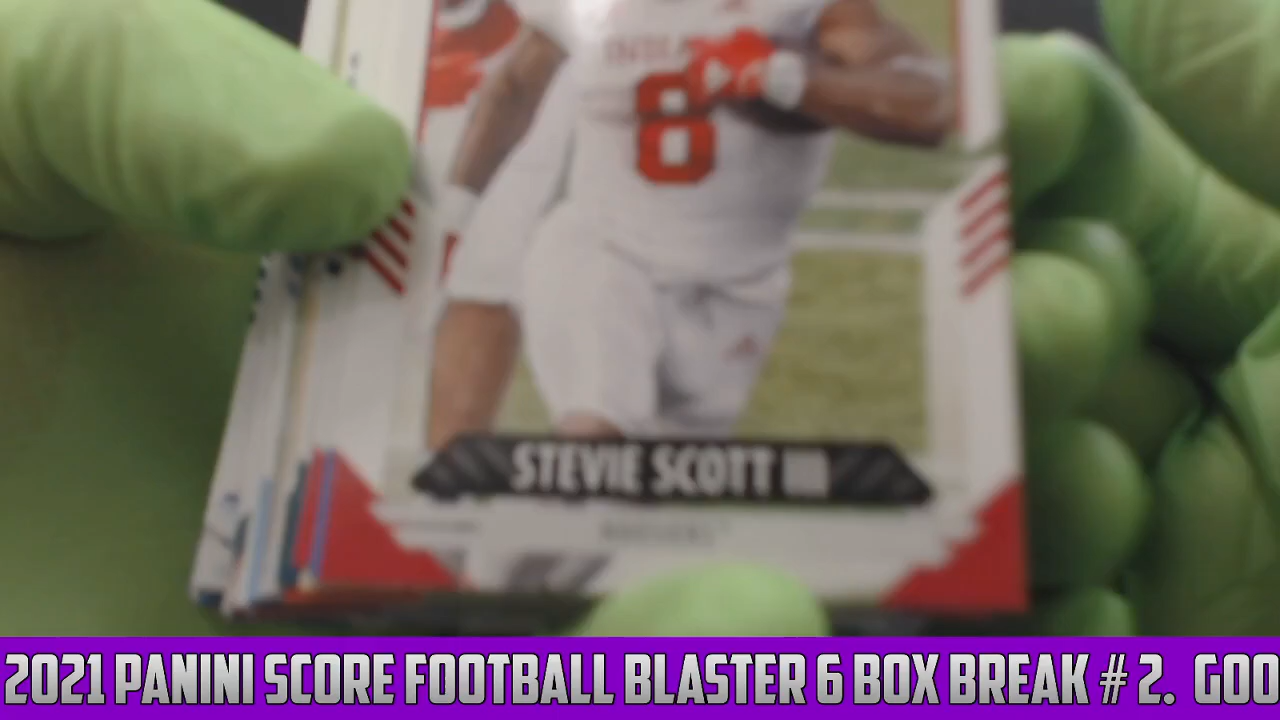 8
STEVIE SCOTT III
2021 PANINI SCORE FOOTBALL BLASTER 6 BOX BREAK # 2. GOO